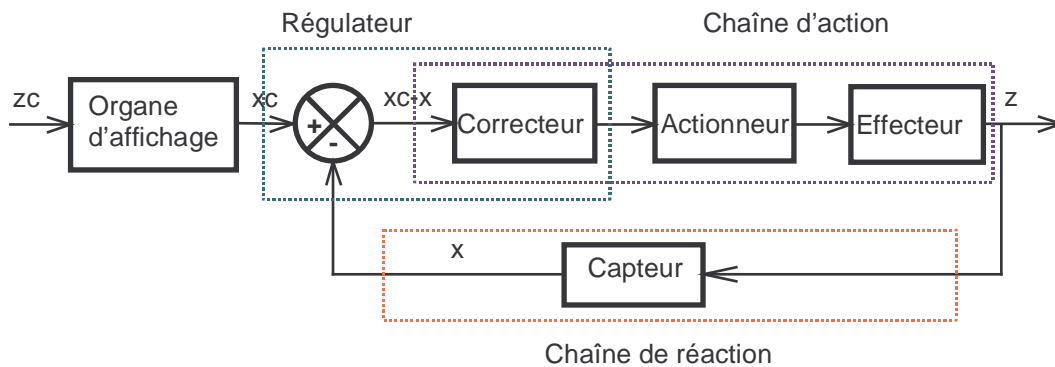 Régulateur
Chaîne d’action
zc
Organe
d’affichage
xc
+
-
xc-x
Correcteur
Actionneur
Effecteur
z
x
Capteur
Chaîne de réaction